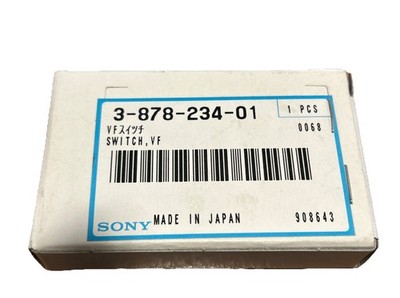 3-878-234-01 1 PCS
VFスイツチ 0068
SWITCH,VF
SONY MADE IN JAPAN 908643